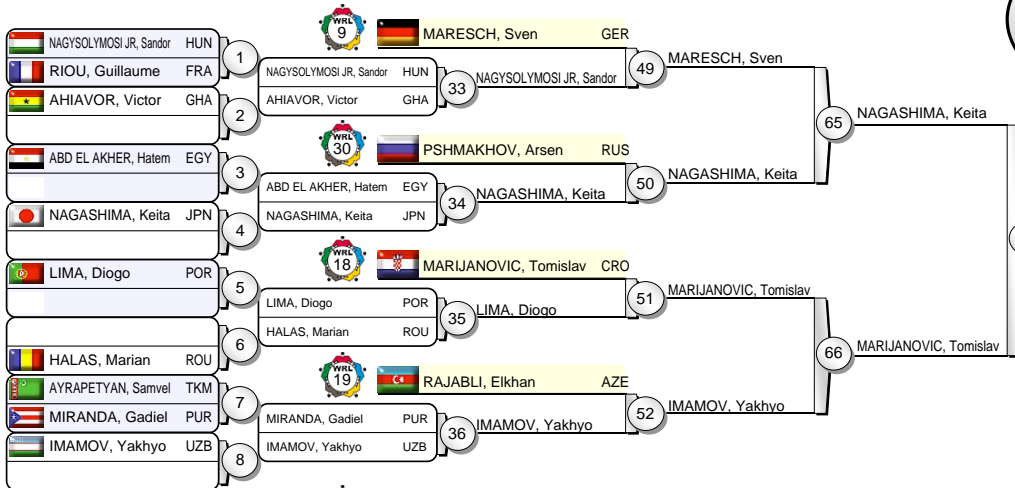 WRL
9
MARESCH, Sven GER
NAGYSOLYMOSI JR, Sandor HUN
RIOU, Guillaume FRA
1
AHIAVOR, Victor GHA
2
NAGYSOLYMOSI JR, Sandor HUN
AHIAVOR, Victor GHA
33
NAGYSOLYMOSI JR, Sandor
49
MARESCH, Sven
WRL
30
PSHMAKHOV, Arsen RUS
ABD EL AKHER, Hatem EGY
3
NAGASHIMA, Keita JPN
4
ABD EL AKHER, Hatem EGY
NAGASHIMA, Keita JPN
34
NAGASHIMA, Keita
50
NAGASHIMA, Keita
65
NAGASHIMA, Keita
WRL
18
MARIJANOVIC, Tomislav CRO
LIMA, Diogo POR
5
HALAS, Marian ROU
6
LIMA, Diogo POR
HALAS, Marian ROU
35
LIMA, Diogo
51
MARIJANOVIC, Tomislav
WRL
19
RAJABLI, Elkhan AZE
AYRAPETYAN, Samvel TKM
MIRANDA, Gadiel PUR
7
IMAMOV, Yakhyo UZB
8
MIRANDA, Gadiel PUR
IMAMOV, Yakhyo UZB
36
IMAMOV, Yakhyo
52
IMAMOV, Yakhyo
66
MARIJANOVIC, Tomislav